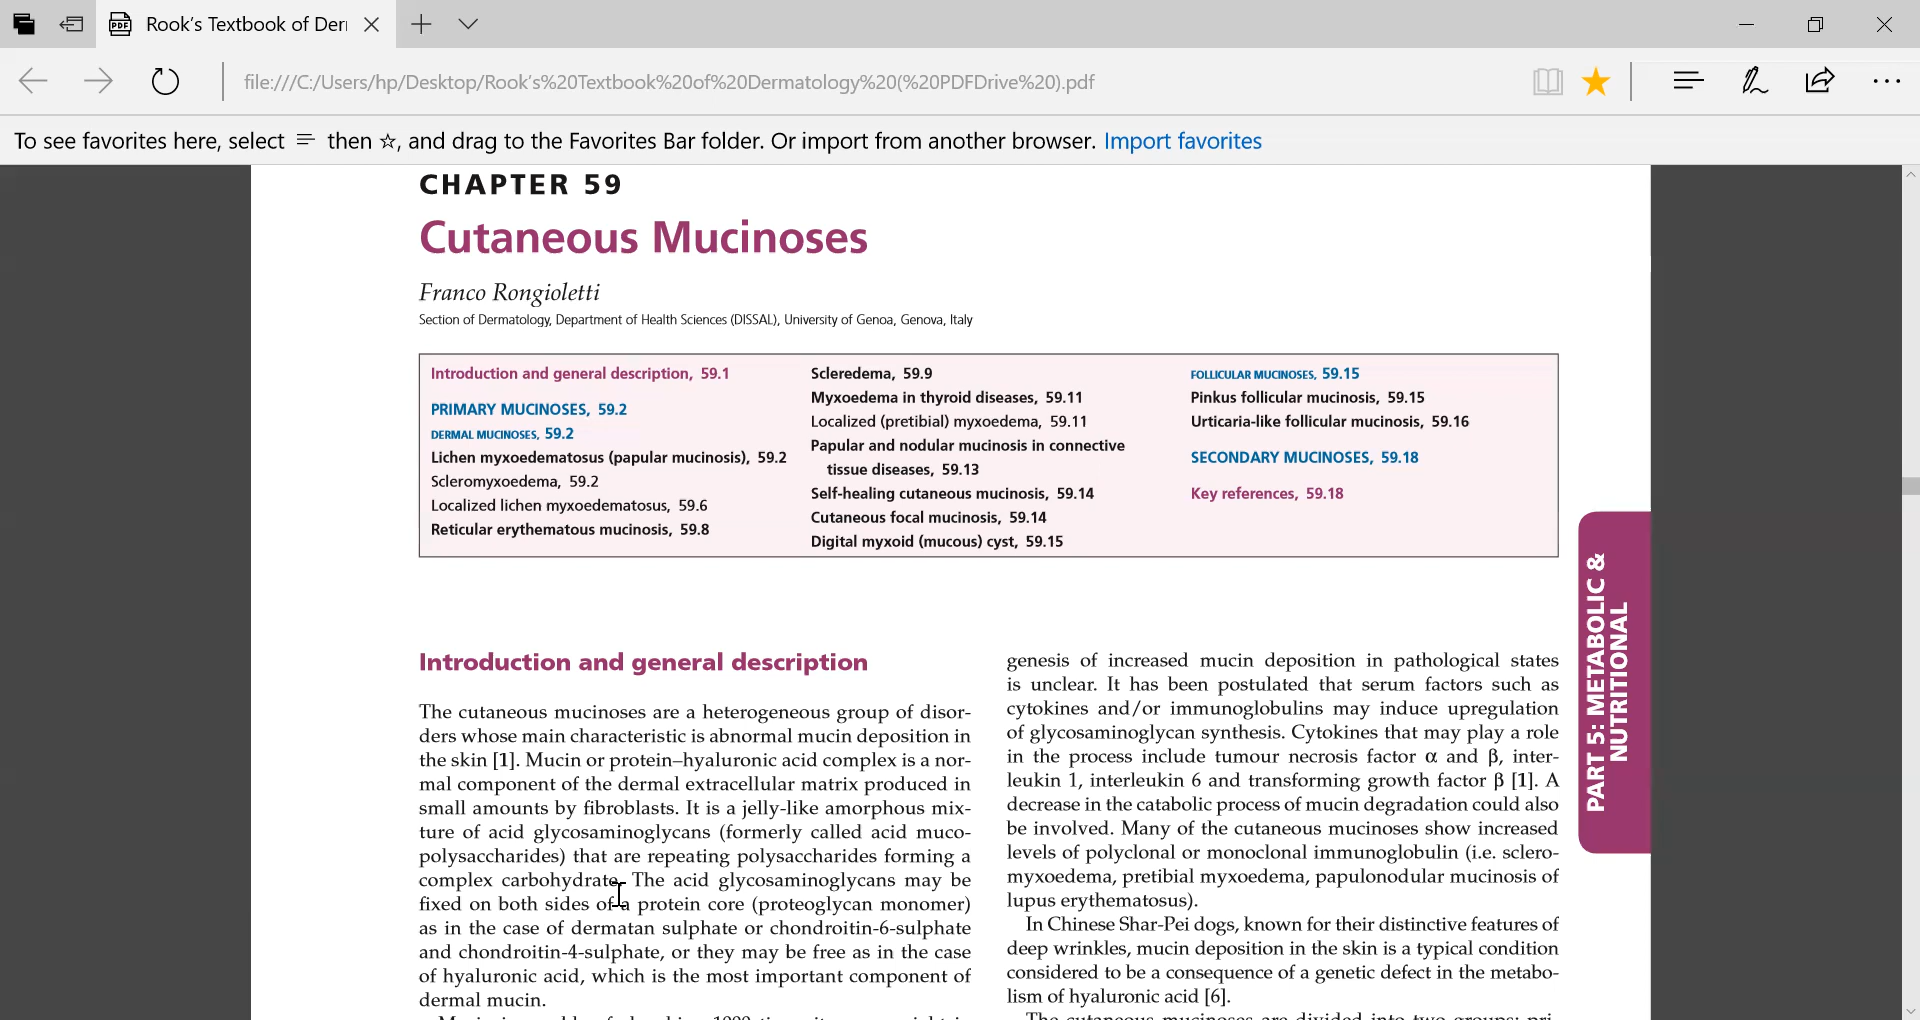 Rook's Textbook of Der
file:///C:/Users/hp/Desktop/Rook's%20Textbook%20of%20Dermatology%20(%20PDFDrive%20).pdf
To see favorites here, select then ☆, and drag to the Favorites Bar folder. Or import from another browser. Import favorites
CHAPTER 59
Cutaneous Mucinoses
Franco Rongioletti
Section of Dermatology, Department of Health Sciences (DISSAL), University of Genoa, Genova, Italy
Introduction and general description, 59.1
PRIMARY MUCINOSES, 59.2
DERMAL MUCINOSES, 59.2
Lichen myxoedematosus (papular mucinosis), 59.2
Scleromyxoedema, 59.2
Localized lichen myxoedematosus, 59.6
Reticular erythematous mucinosis, 59.8
Scleredema, 59.9
Myxoedema in thyroid diseases, 59.11
Localized (pretibial) myxoedema, 59.11
Papular and nodular mucinosis in connective
tissue diseases, 59.13
Self-healing cutaneous mucinosis, 59.14
Cutaneous focal mucinosis, 59.14
Digital myxoid (mucous) cyst, 59.15
FOLLICULAR MUCINOSES, 59.15
Pinkus follicular mucinosis, 59.15
Urticaria-like follicular mucinosis, 59.16
SECONDARY MUCINOSES, 59.18
Key references, 59.18
Introduction and general description
The cutaneous mucinoses are a heterogeneous group of disor-
ders whose main characteristic is abnormal mucin deposition in
the skin [1]. Mucin or protein–hyaluronic acid complex is a nor-
mal component of the dermal extracellular matrix produced in
small amounts by fibroblasts. It is a jelly-like amorphous mix-
ture of acid glycosaminoglycans (formerly called acid muco-
polysaccharides) that are repeating polysaccharides forming a
complex carbohydrate. The acid glycosaminoglycans may be
fixed on both sides of a protein core (proteoglycan monomer)
as in the case of dermatan sulphate or chondroitin-6-sulphate
and chondroitin-4-sulphate, or they may be free as in the case
of hyaluronic acid, which is the most important component of
dermal mucin.
genesis of increased mucin deposition in pathological states
is unclear. It has been postulated that serum factors such as
cytokines and/or immunoglobulins may induce upregulation
of glycosaminoglycan synthesis. Cytokines that may play a role
in the process include tumour necrosis factor α and β, inter-
leukin 1, interleukin 6 and transforming growth factor β [1]. A
decrease in the catabolic process of mucin degradation could also
be involved. Many of the cutaneous mucinoses show increased
levels of polyclonal or monoclonal immunoglobulin (i.e. sclero-
myxoedema, pretibial myxoedema, papulonodular mucinosis of
lupus erythematosus).
In Chinese Shar-Pei dogs, known for their distinctive features of
deep wrinkles, mucin deposition in the skin is a typical condition
considered to be a consequence of a genetic defect in the metabo-
lism of hyaluronic acid [6].
The cutaneous mucinoses are divided into two groups: pri-
PART 5: METABOLIC &
NUTRITIONAL